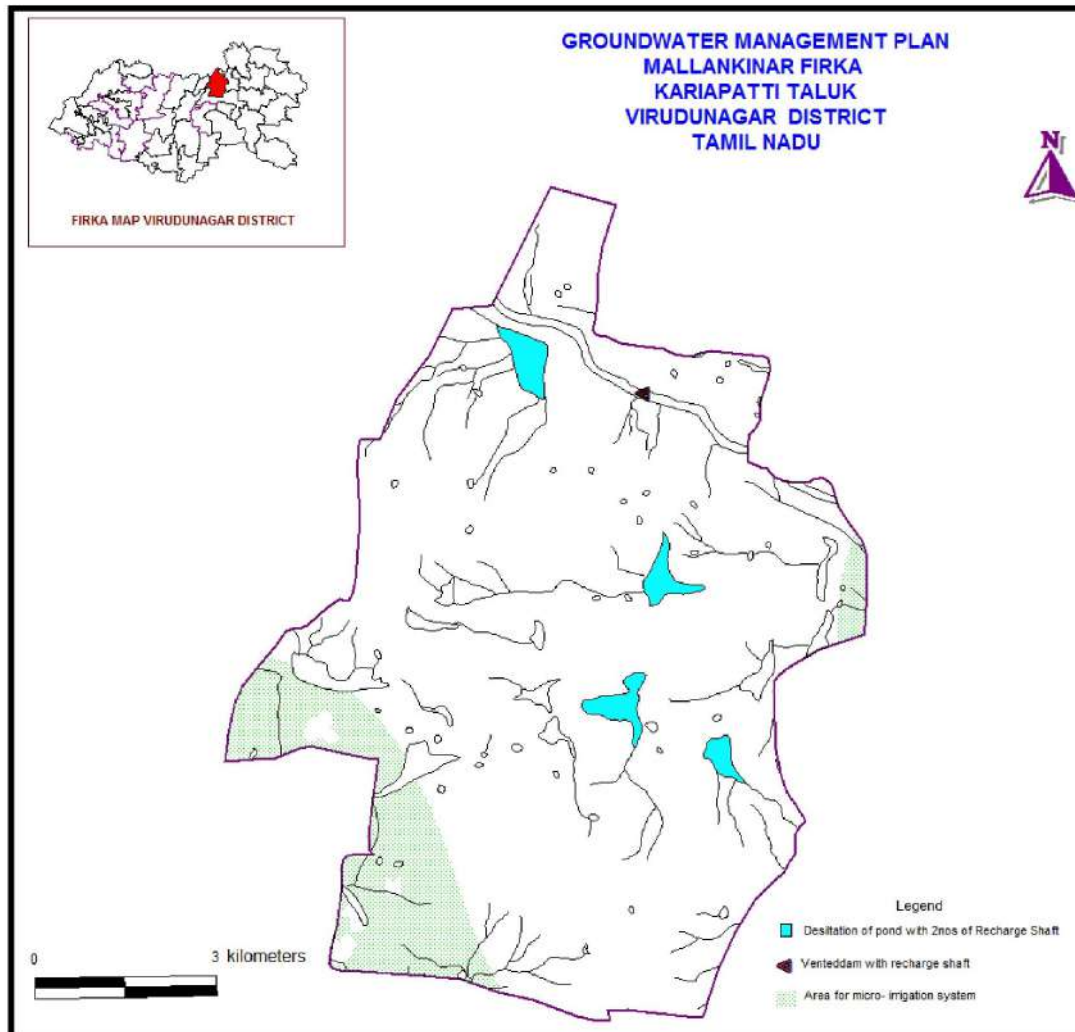 GROUNDWATER MANAGEMENT PLAN
MALLANKINAR FIRKA
KARIAPATTI TALUK
VIRUDUNAGAR DISTRICT
TAMIL NADU
FIRKA MAP VIRUDUNAGAR DISTRICT
N
Legend
Desiltation of pond with 2nos of Recharge Shaft
Venteddam with recharge shaft
Area for micro- irrigation system
0 3 kilometers